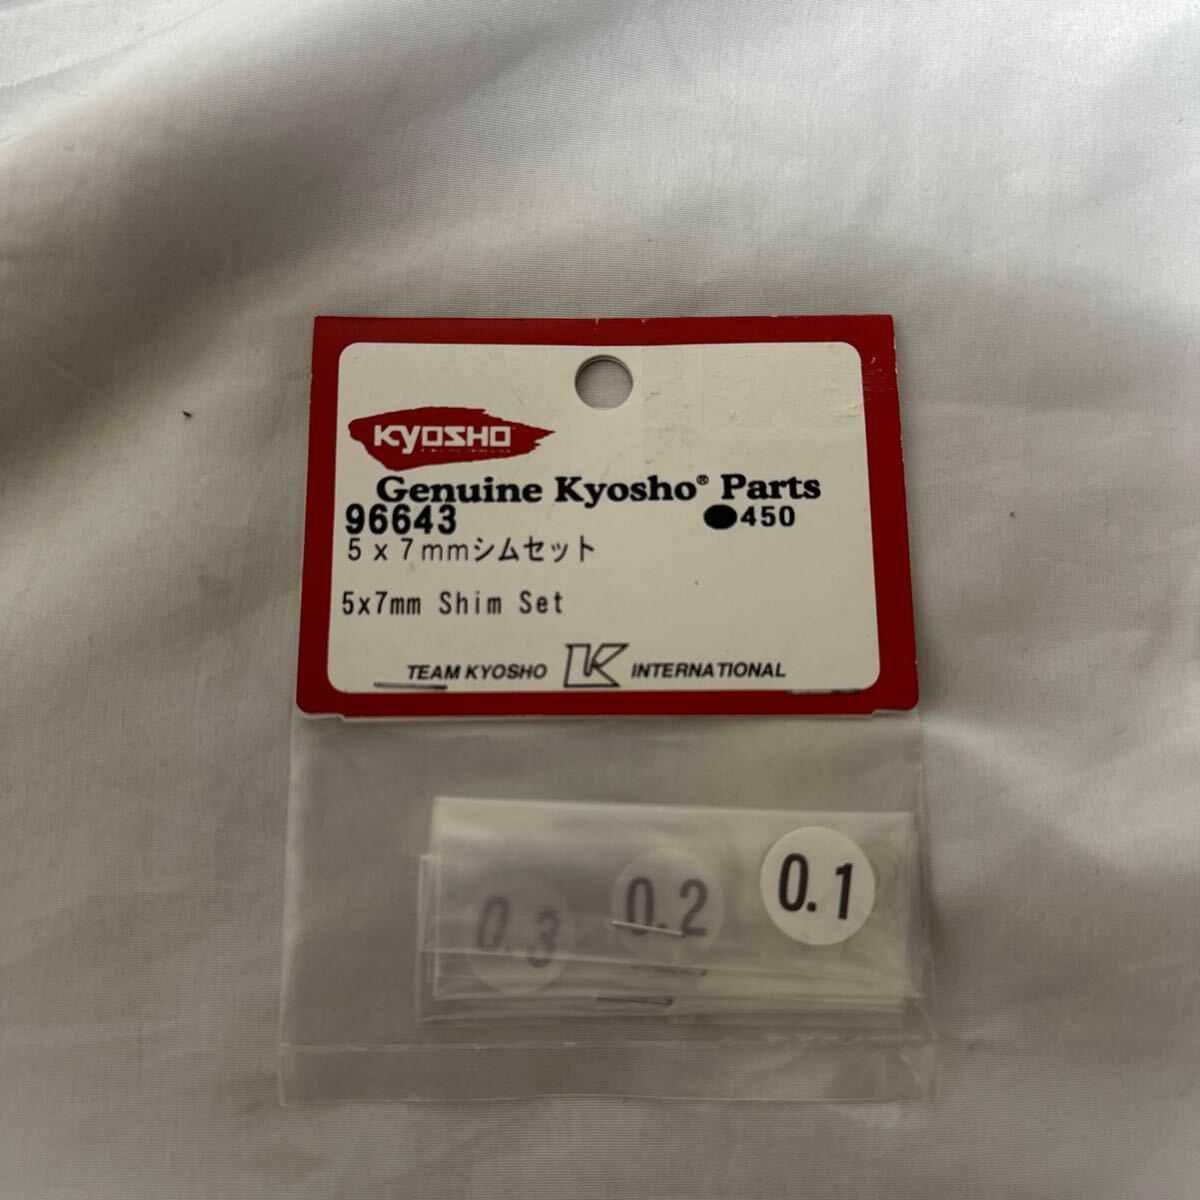 KYOSHO
Genuine Kyosho® Parts
96643 ●450
5x7mmシムセット
5x7mm Shim Set
TEAM KYOSHO K INTERNATIONAL
0.3 0.2 0.1